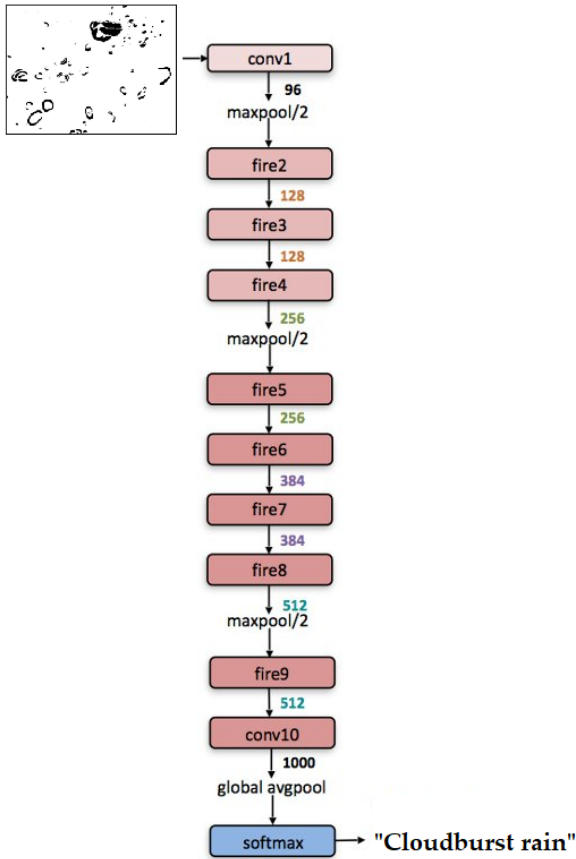 conv1
96
maxpool/2
fire2
128
fire3
128
fire4
256
maxpool/2
fire5
256
fire6
384
fire7
384
fire8
512
maxpool/2
fire9
512
conv10
1000
global avgpool
softmax
"Cloudburst rain"